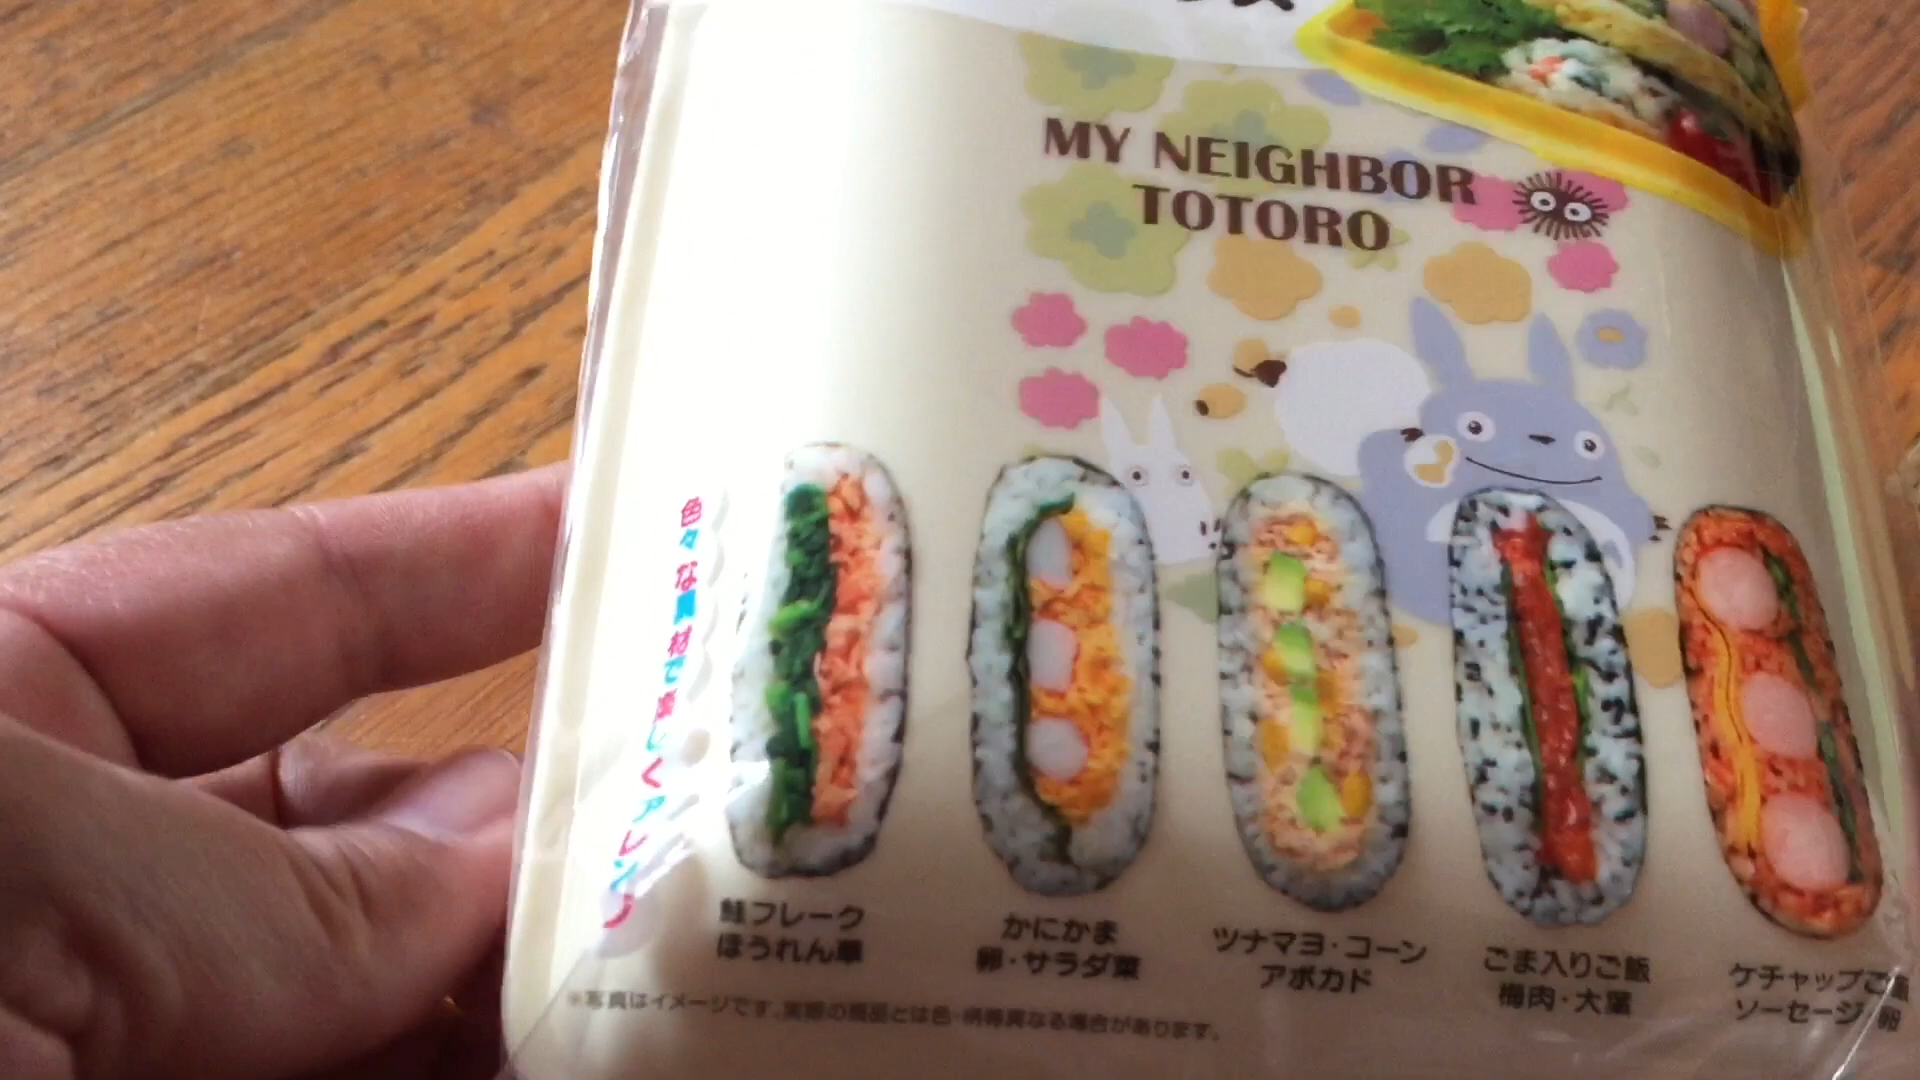 MY NEIGHBOR
TOTORO
色々な具材で楽しくアレンジ
鮭フレーク
ほうれん草
かにかま
卵・サラダ菜
ツナマヨ・コーン
アボカド
ごま入りご飯
梅肉・大葉
ケチャップご飯
ソーセージ・卵
※写真はイメージです。実際の商品とは色・柄等異なる場合があります。